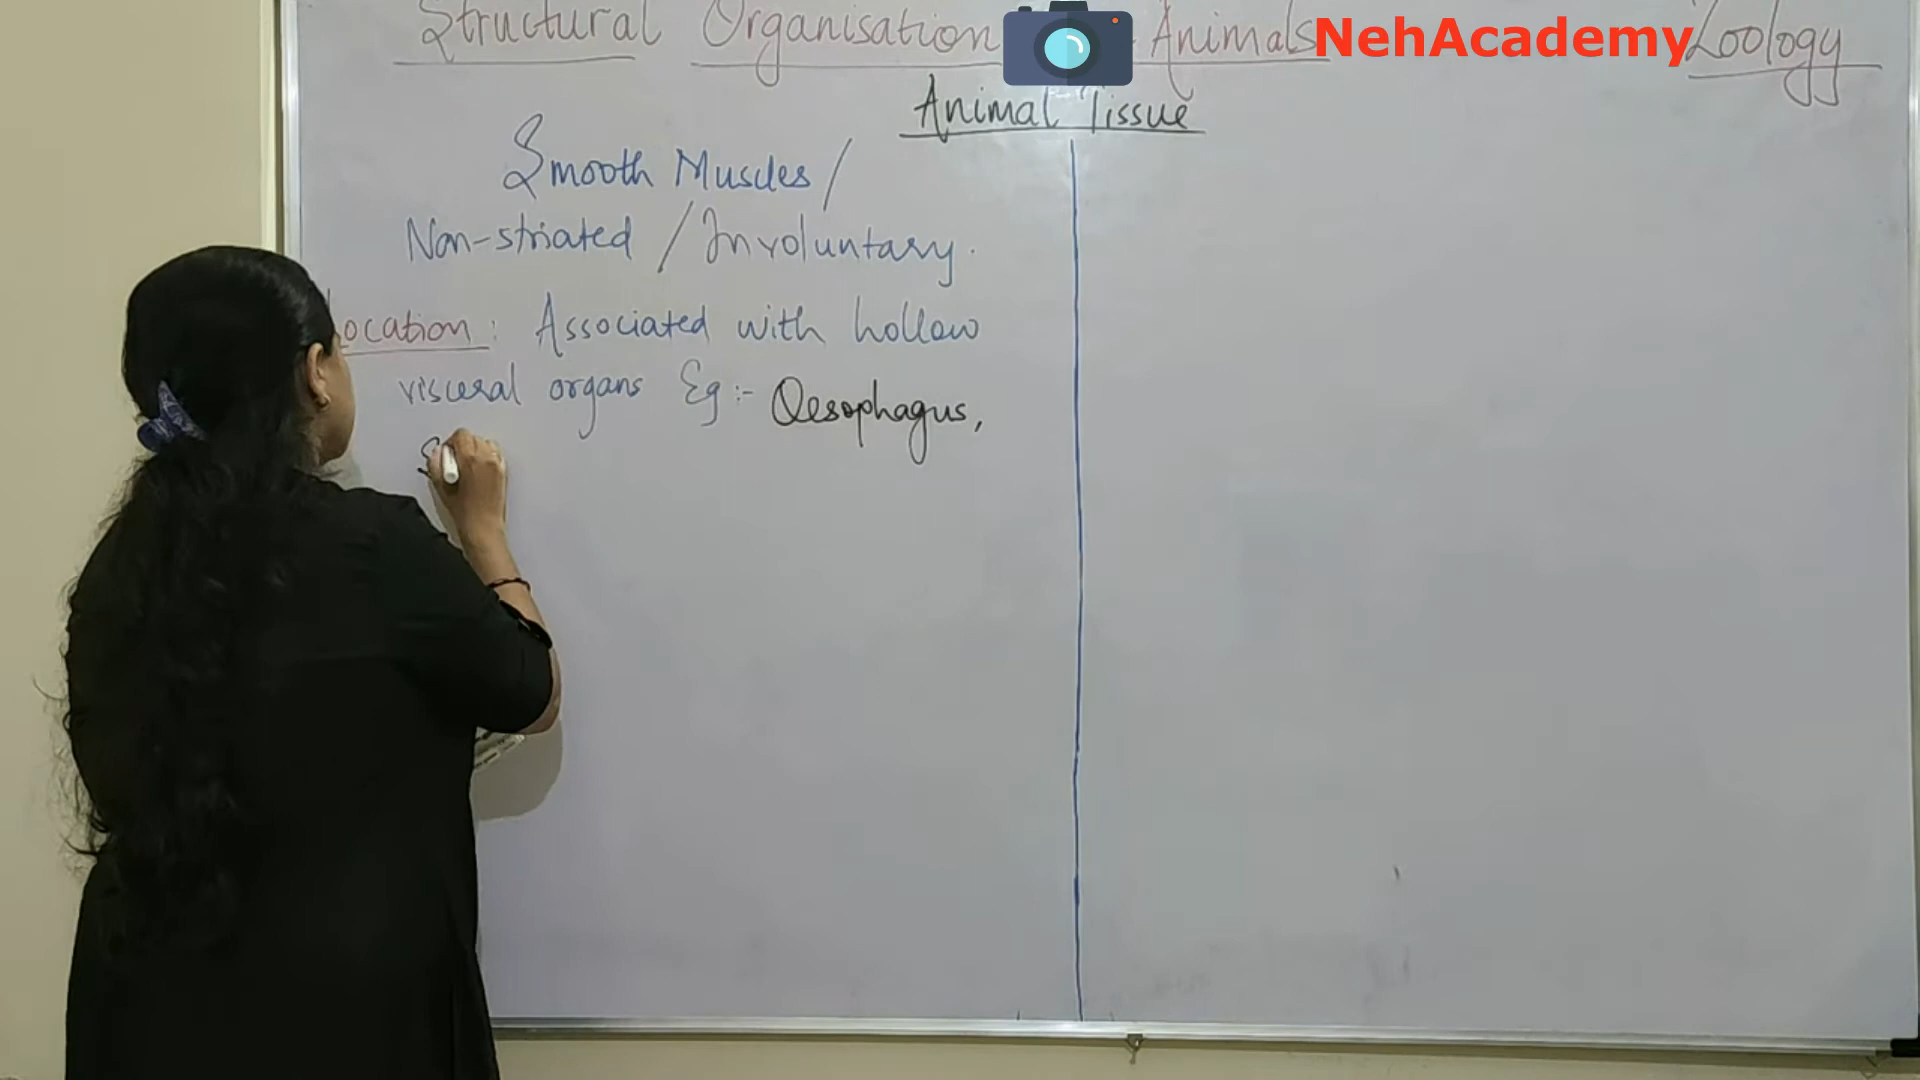 Structural Organisation Animals NehAcademy Zoology
Animal Tissue
Smooth Muscles /
Non-striated / Involuntary.
Location : Associated with hollow
visceral organs Eg :- Oesophagus,
S